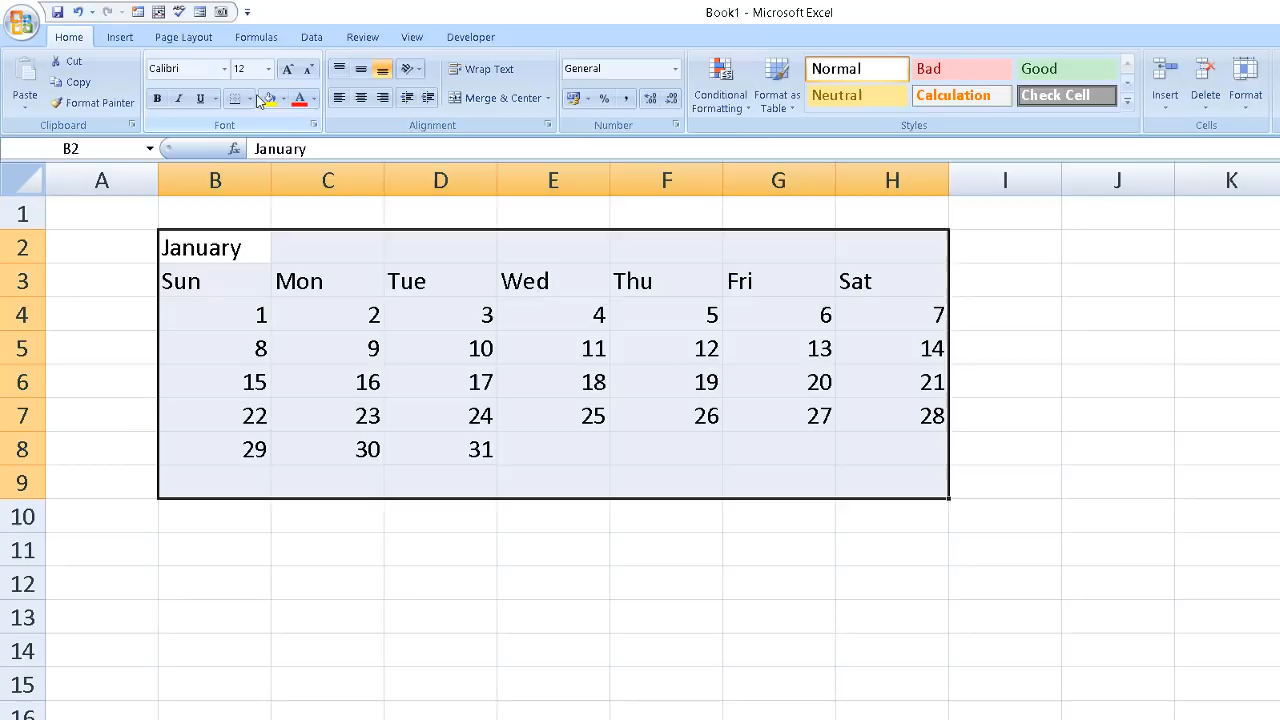 Book1 - Microsoft Excel
Home Insert Page Layout Formulas Data Review View Developer
Cut
Copy
Format Painter
Paste
Clipboard
Calibri 12
B I U A
Font
Wrap Text
Merge & Center
Alignment
General
% ,
Number
Conditional Formatting
Format as Table
Normal Bad Good
Neutral Calculation Check Cell
Styles
Insert Delete Format
Cells
B2 fx January
A B C D E F G H I J K
1
2 January
3 Sun Mon Tue Wed Thu Fri Sat
4 1 2 3 4 5 6 7
5 8 9 10 11 12 13 14
6 15 16 17 18 19 20 21
7 22 23 24 25 26 27 28
8 29 30 31
9
10
11
12
13
14
15
16